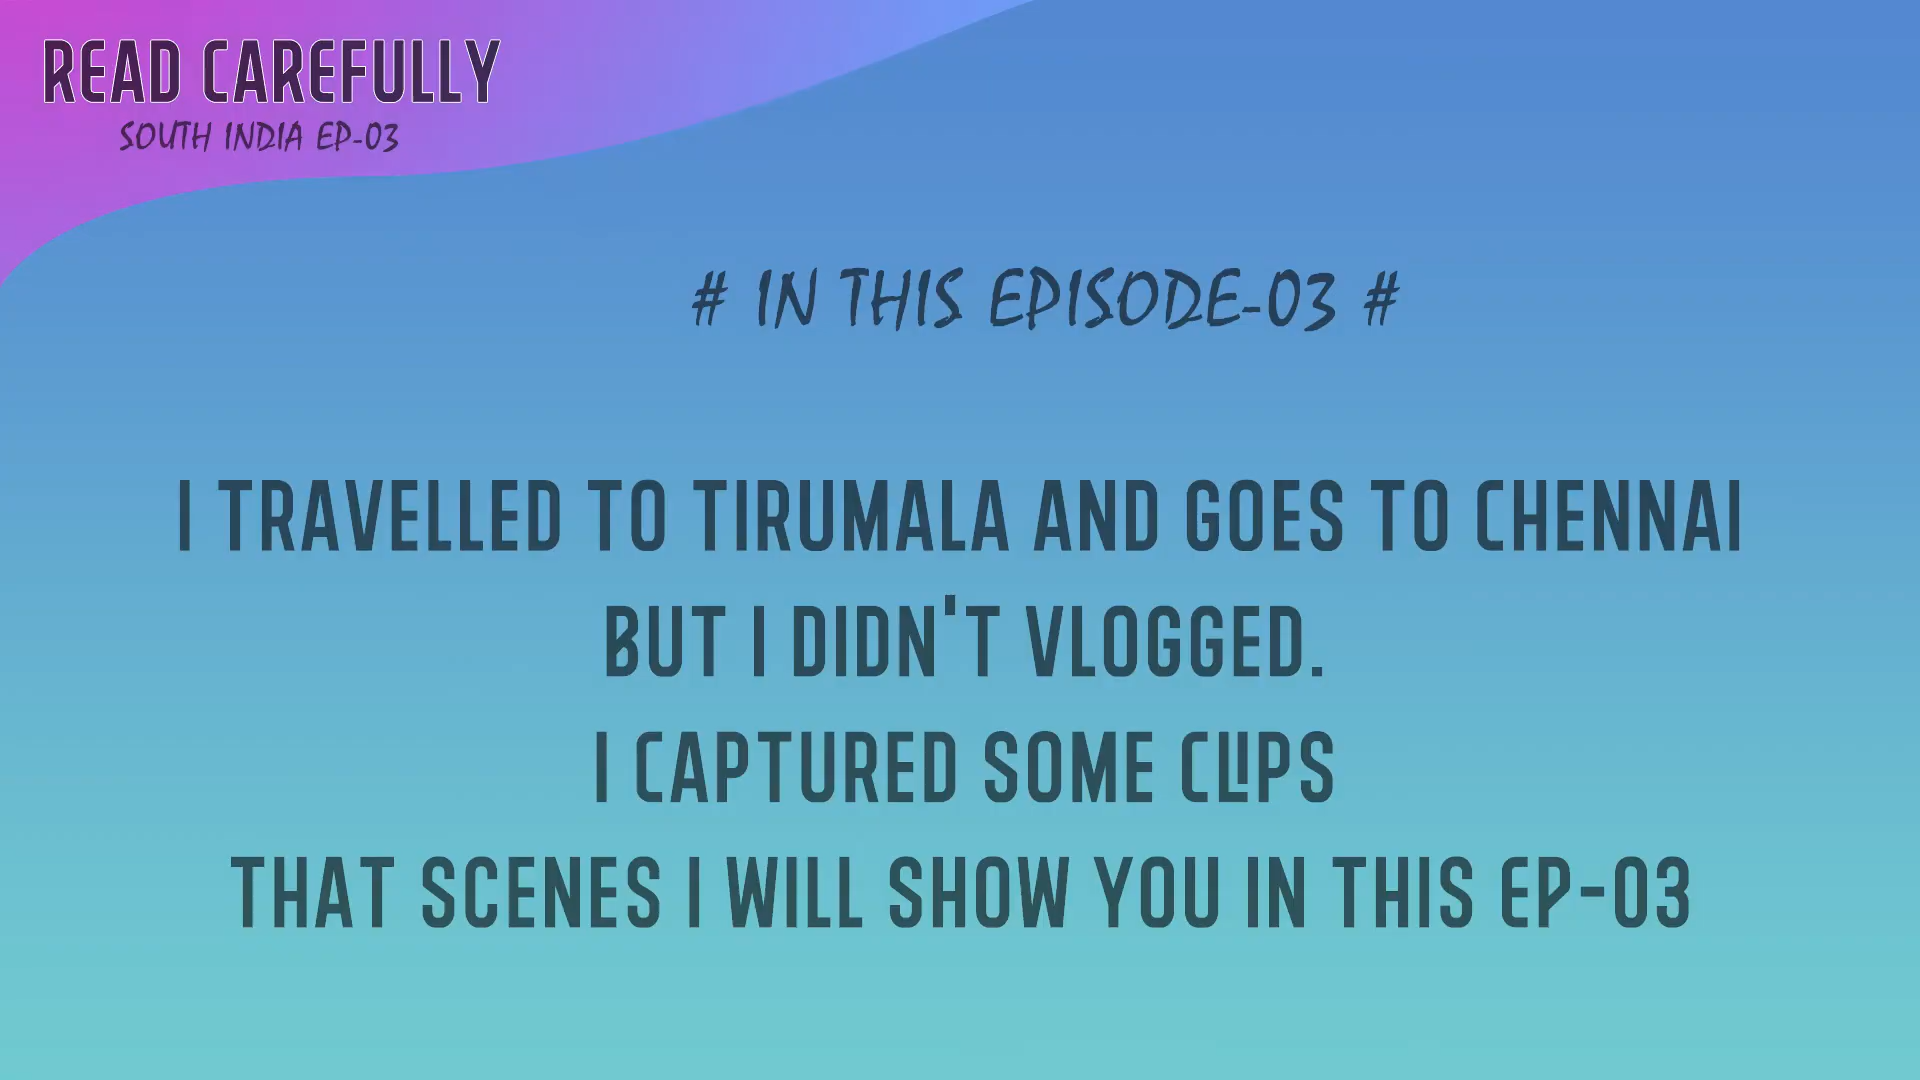 READ CAREFULLY
SOUTH INDIA EP-03
# IN THIS EPISODE-03 #
I TRAVELLED TO TIRUMALA AND GOES TO CHENNAI
BUT I DIDN'T VLOGGED.
I CAPTURED SOME CLIPS
THAT SCENES I WILL SHOW YOU IN THIS EP-03